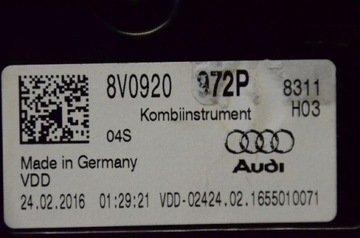 8V0920 972P 8311
Kombiinstrument H03
04S
Made in Germany
Audi
VDD
24.02.2016 01:29:21 VDD-02424.02.1655010071